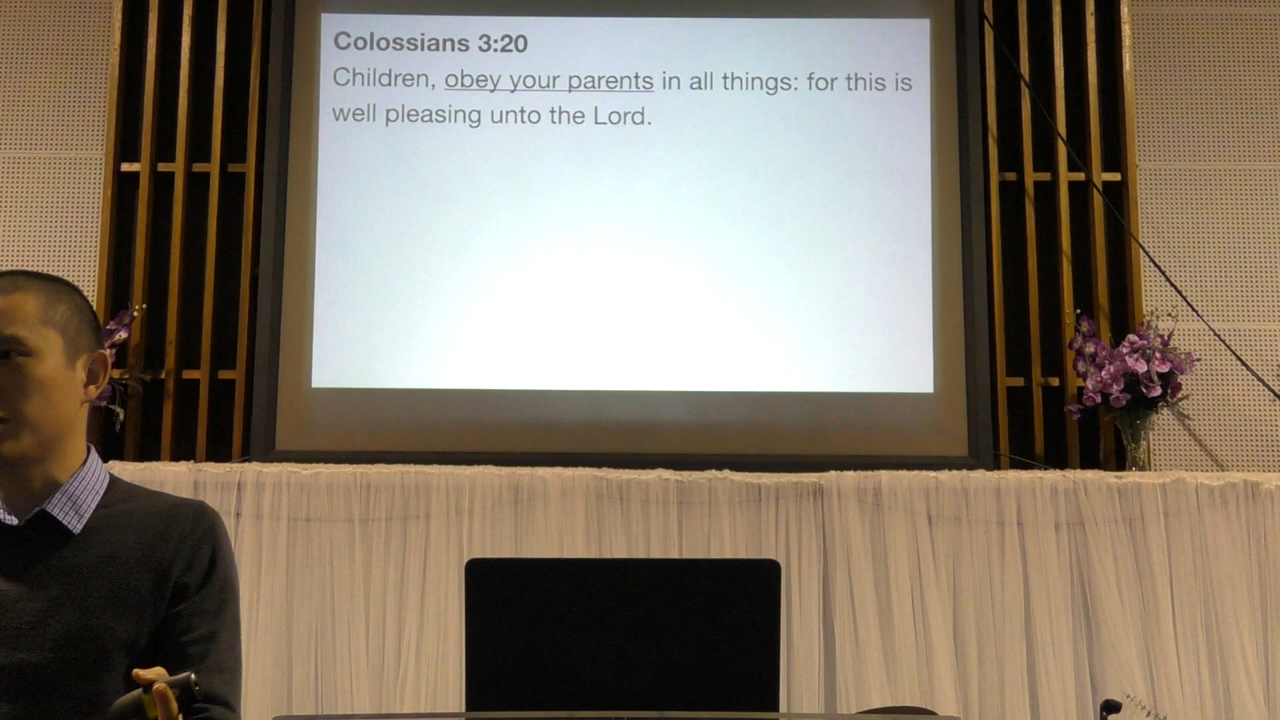 Colossians 3:20
Children, obey your parents in all things: for this is
well pleasing unto the Lord.